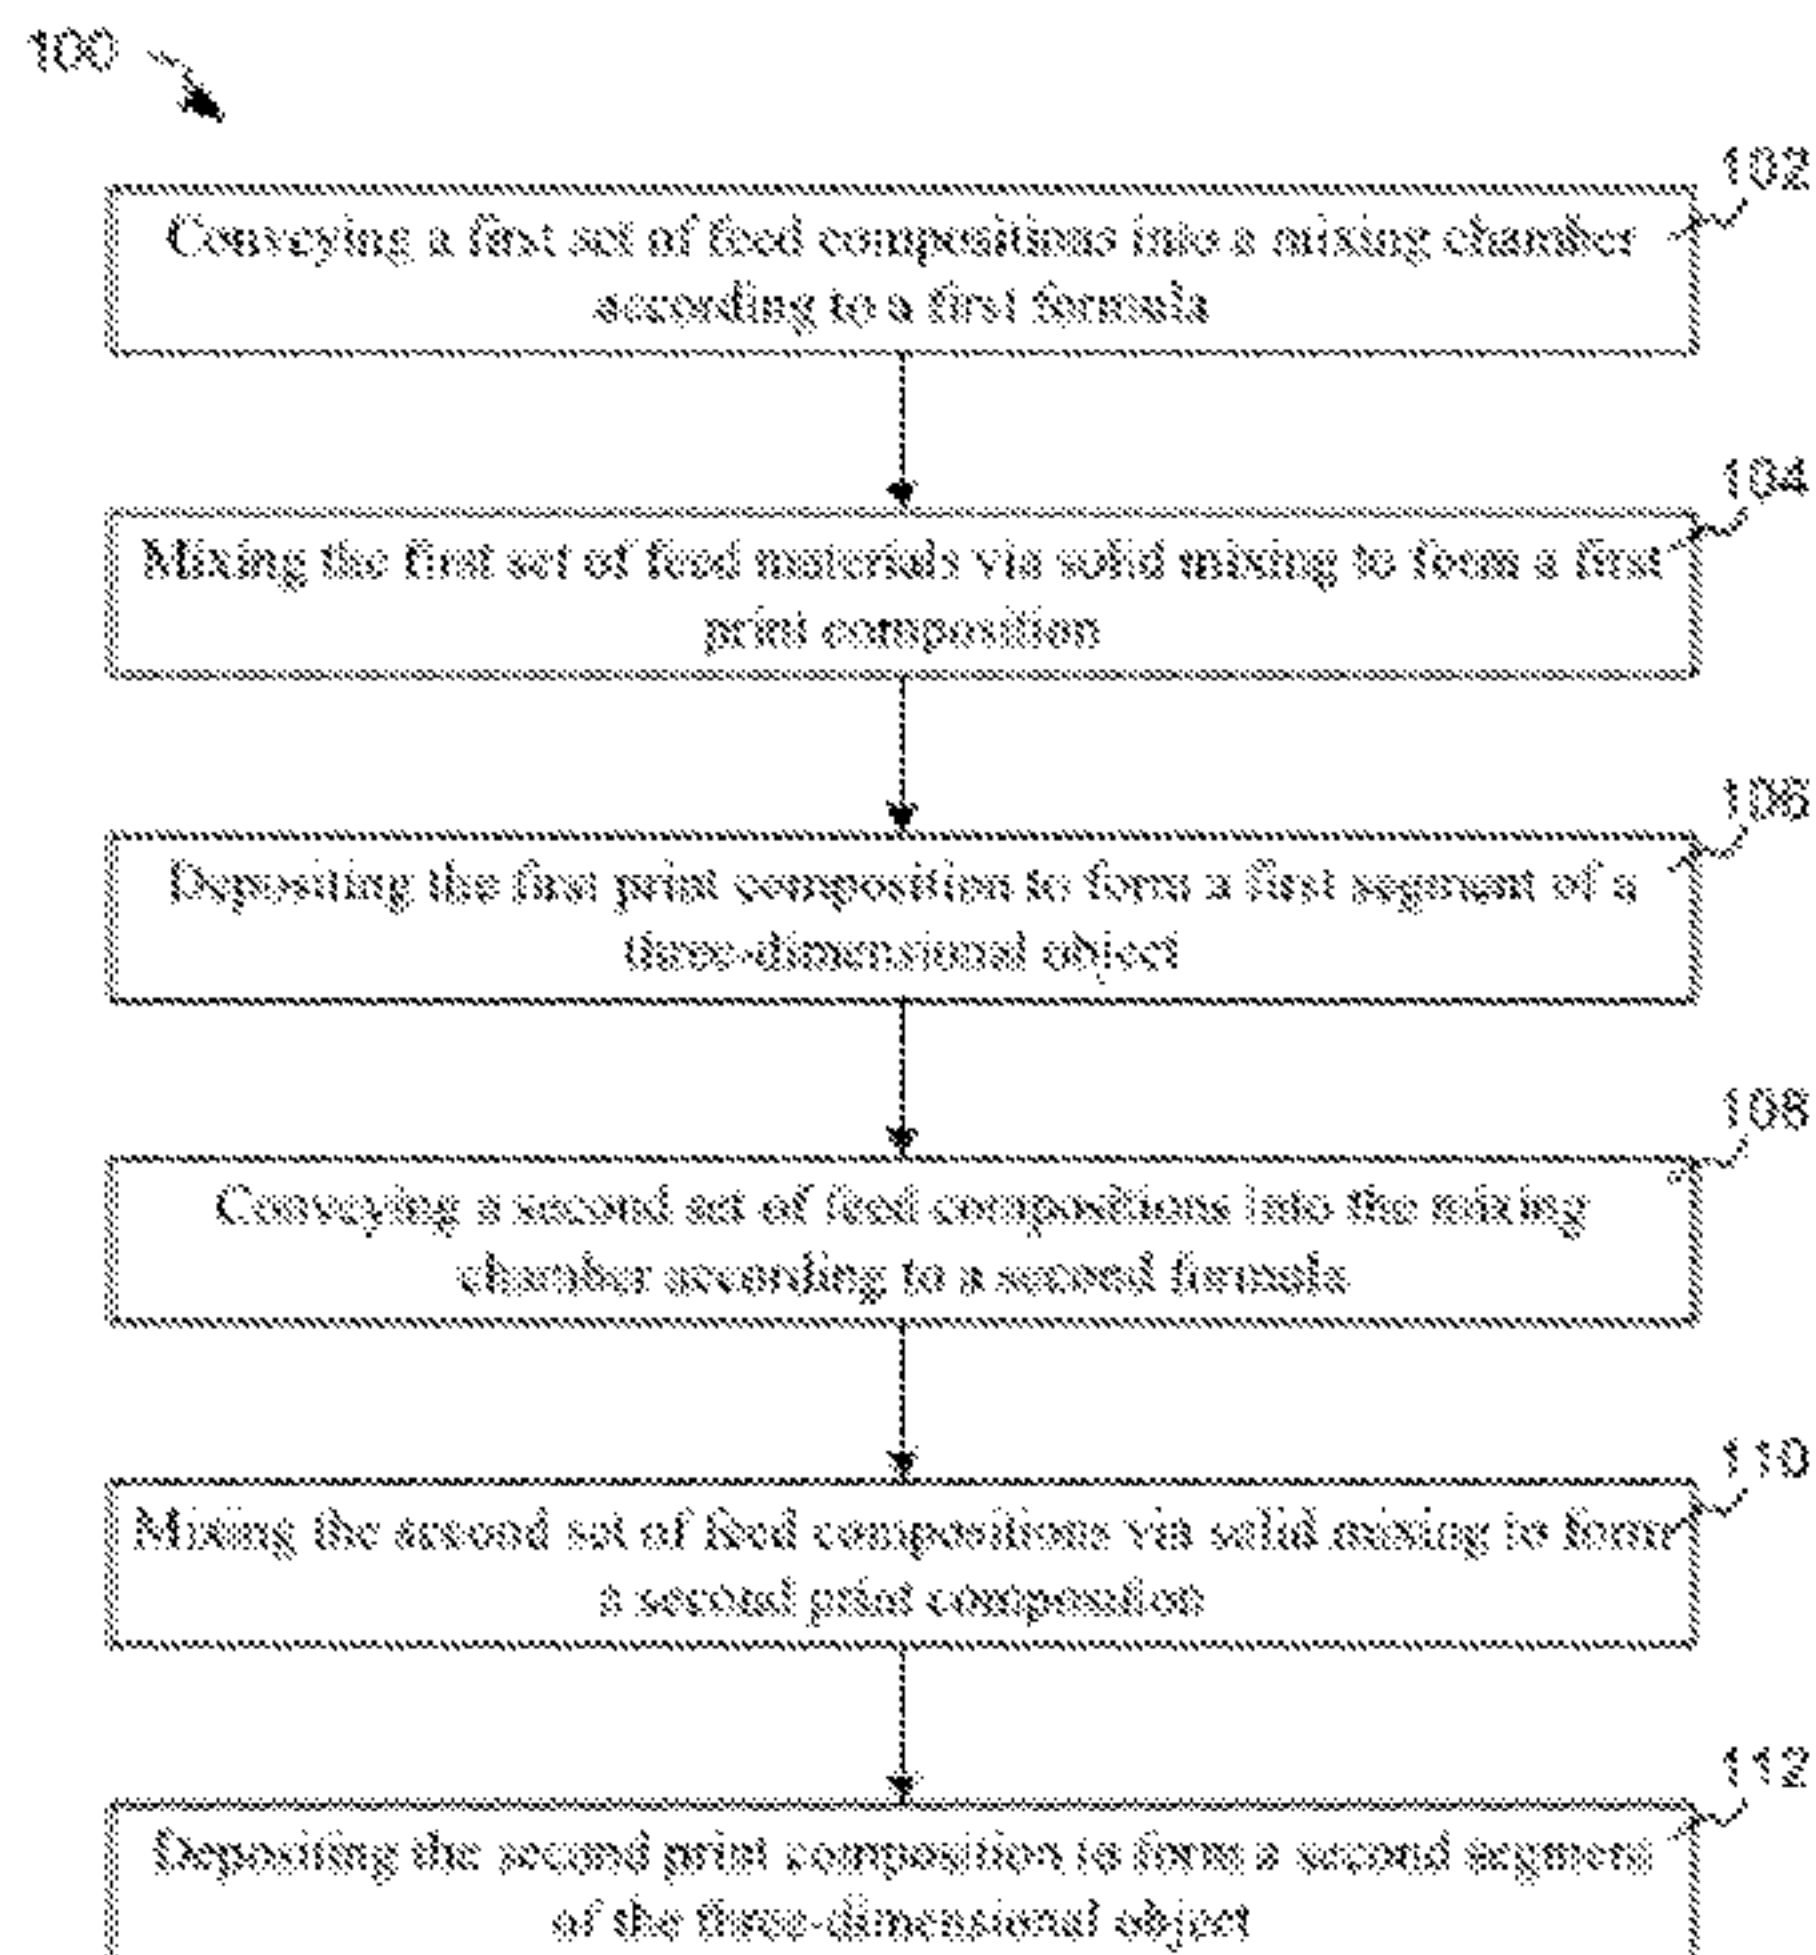 100
102
Conveying a first set of feed compositions into a mixing chamber
according to a first formula
104
Mixing the first set of feed materials via solid mixing to form a first
print composition
106
Depositing the first print composition to form a first segment of a
three-dimensional object
108
Conveying a second set of feed compositions into the mixing
chamber according to a second formula
110
Mixing the second set of feed compositions via solid mixing to form
a second print composition
112
Depositing the second print composition to form a second segment
of the three-dimensional object